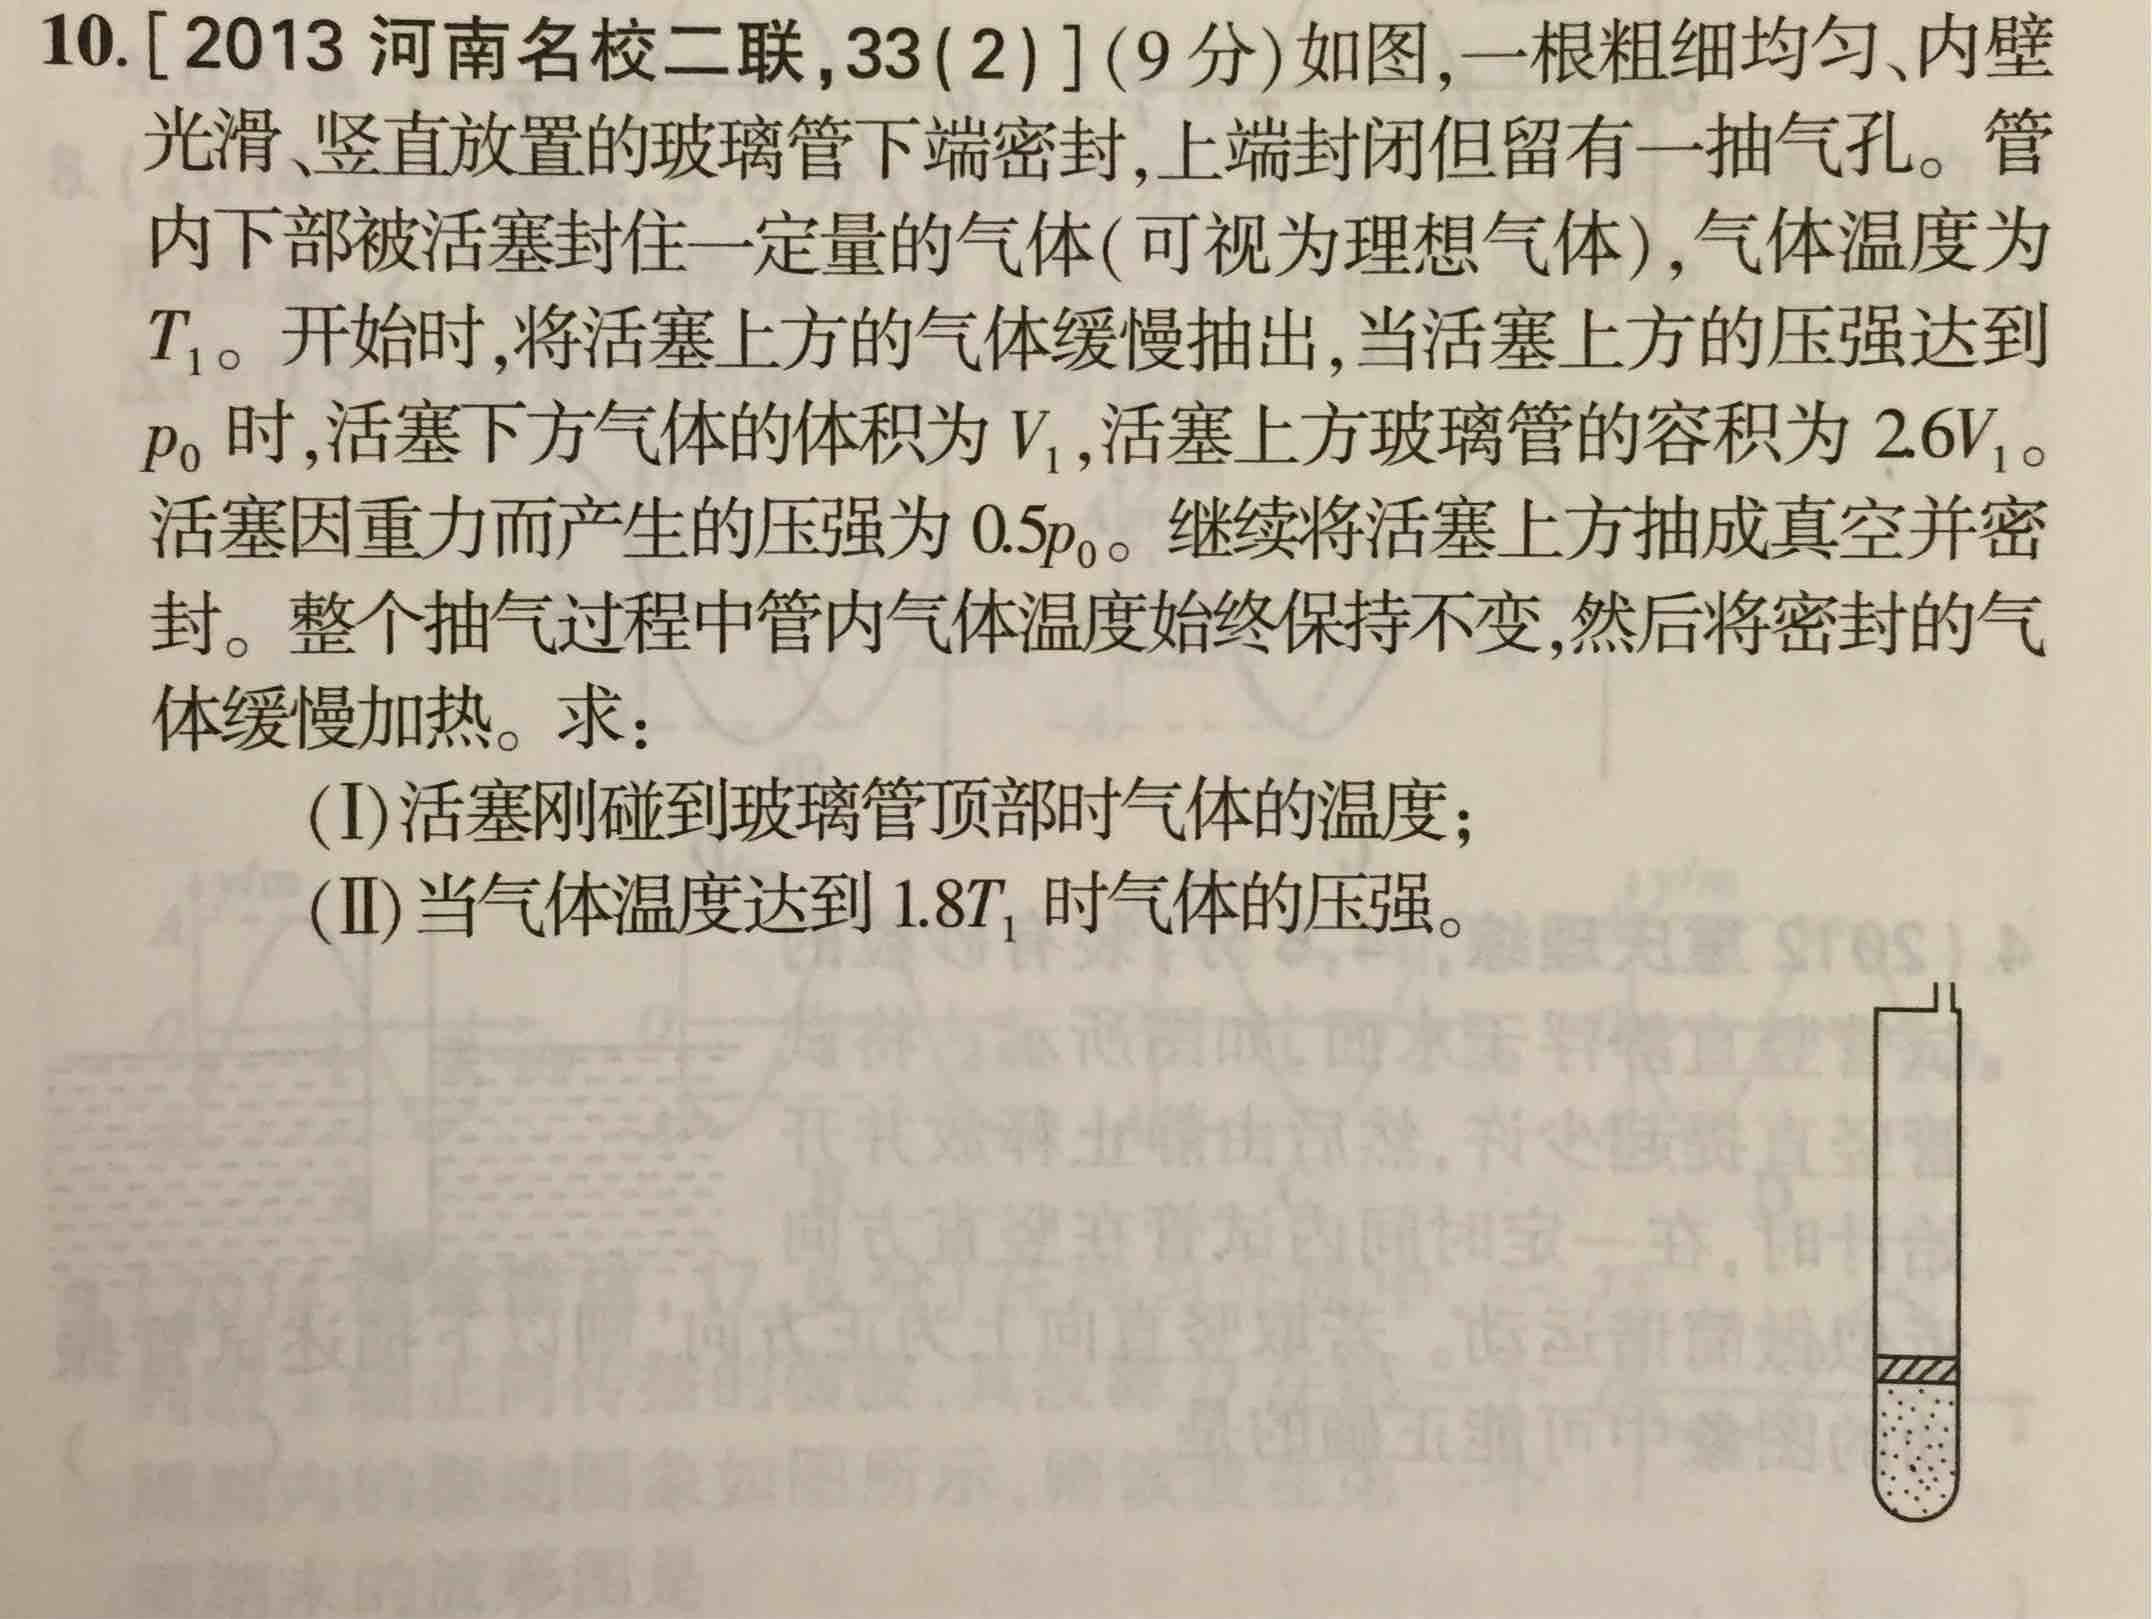 10. [2013 河南名校二联,33(2)](9分)如图,一根粗细均匀、内壁
光滑、竖直放置的玻璃管下端密封,上端封闭但留有一抽气孔。管
内下部被活塞封住一定量的气体(可视为理想气体),气体温度为
T₁。开始时,将活塞上方的气体缓慢抽出,当活塞上方的压强达到
p₀ 时,活塞下方气体的体积为 V₁,活塞上方玻璃管的容积为 2.6V₁。
活塞因重力而产生的压强为 0.5p₀。继续将活塞上方抽成真空并密
封。整个抽气过程中管内气体温度始终保持不变,然后将密封的气
体缓慢加热。求:
(Ⅰ)活塞刚碰到玻璃管顶部时气体的温度;
(Ⅱ)当气体温度达到 1.8T₁ 时气体的压强。